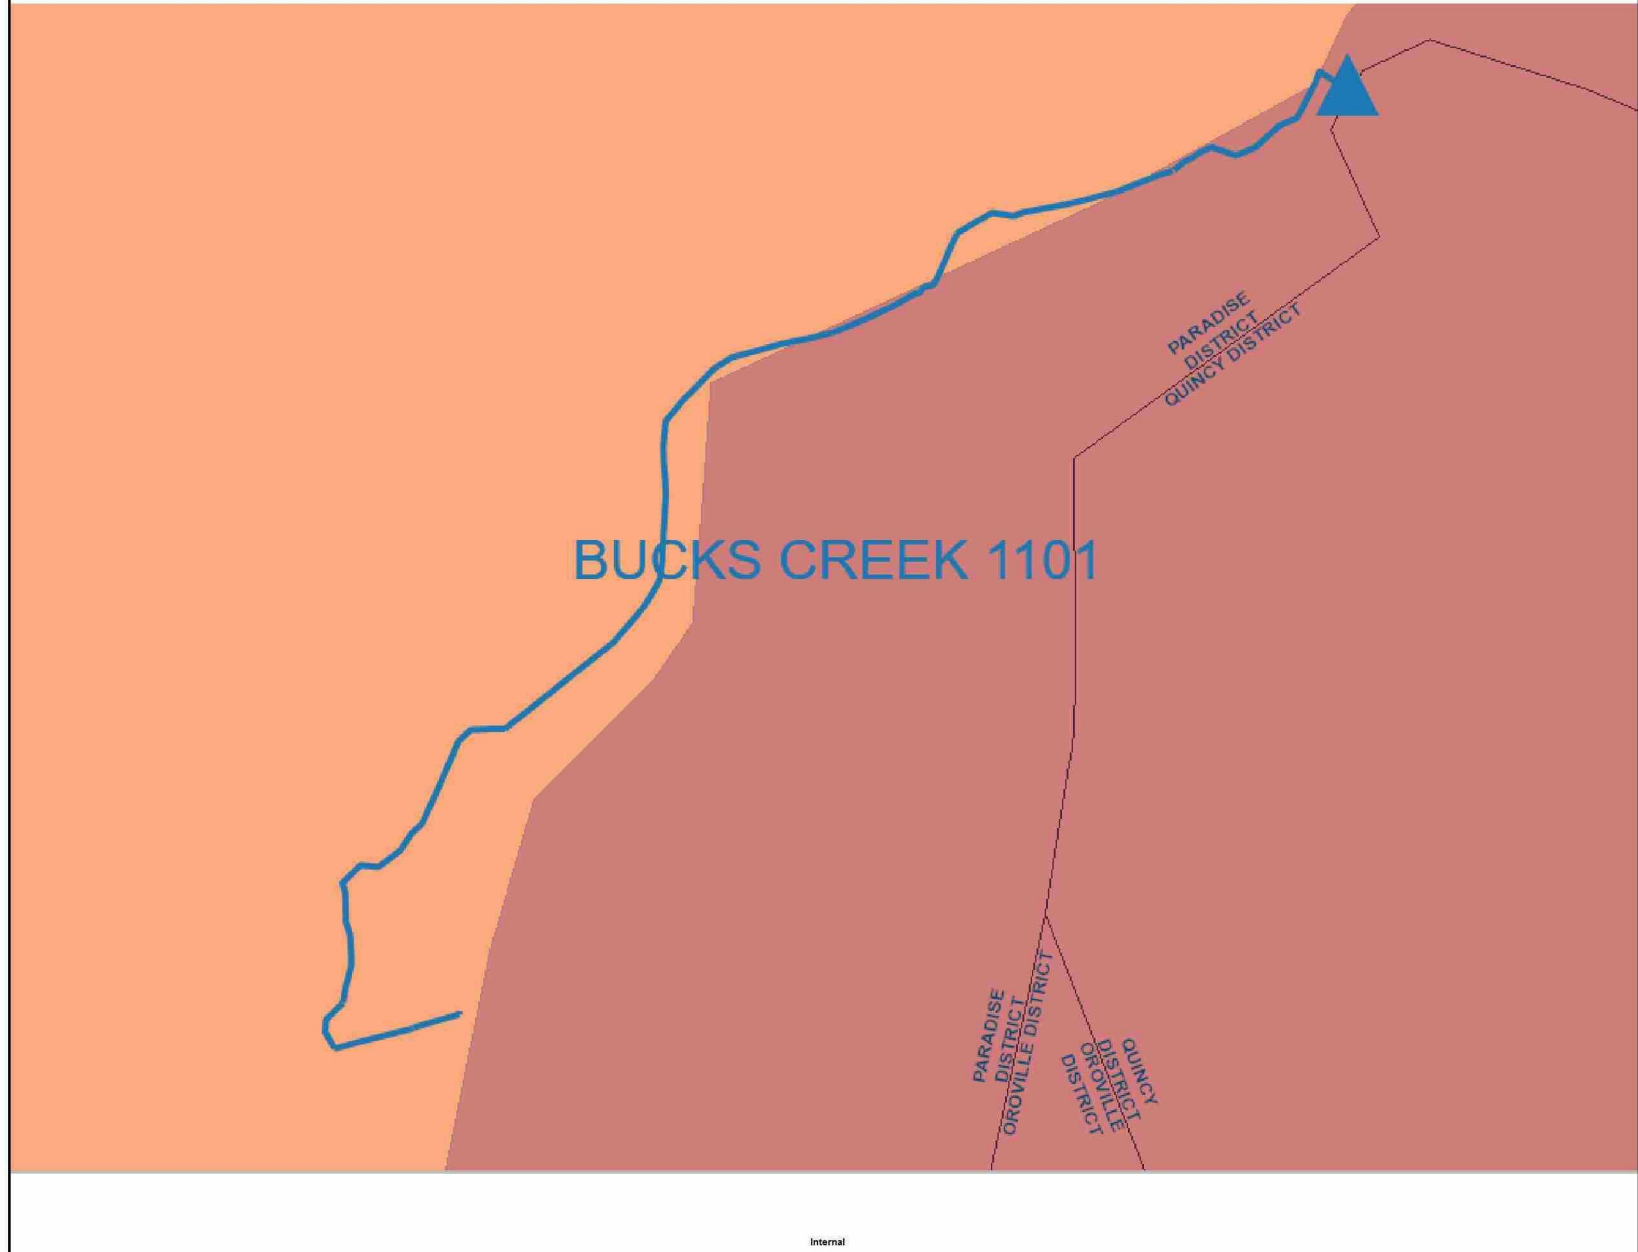 PARADISE
DISTRICT
QUINCY DISTRICT
BUCKS CREEK 1101
PARADISE
DISTRICT
OROVILLE DISTRICT
QUINCY
DISTRICT
OROVILLE
DISTRICT
Internal